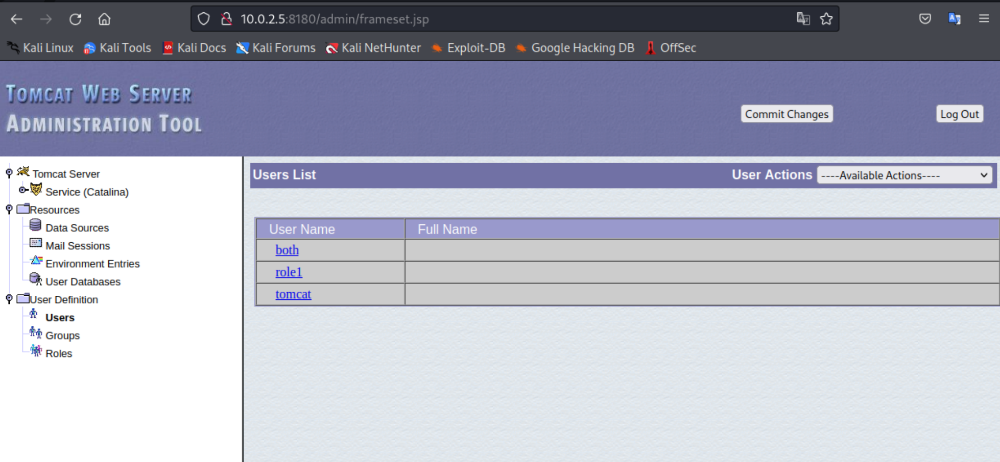 10.0.2.5:8180/admin/frameset.jsp
Kali Linux Kali Tools Kali Docs Kali Forums Kali NetHunter Exploit-DB Google Hacking DB OffSec
TOMCAT WEB SERVER
ADMINISTRATION TOOL
Commit Changes Log Out
Tomcat Server
Service (Catalina)
Resources
Data Sources
Mail Sessions
Environment Entries
User Databases
User Definition
Users
Groups
Roles
Users List User Actions ----Available Actions----
User Name Full Name
both
role1
tomcat